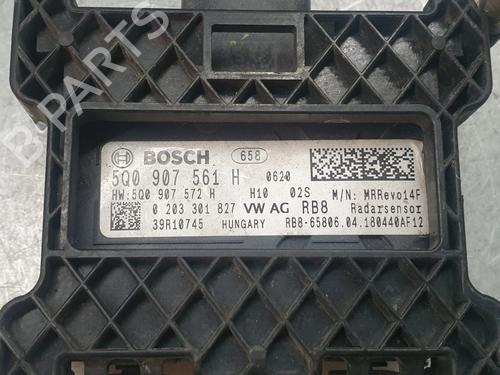 BOSCH 658
5Q0 907 561 H 0620
HW:5Q0 907 572 H H10 02S M/N: MRRevo14F
0 203 301 827 VW AG RB8 Radarsensor
39R10745 HUNGARY RB8-65806.04.180440AF12
B-PARTS